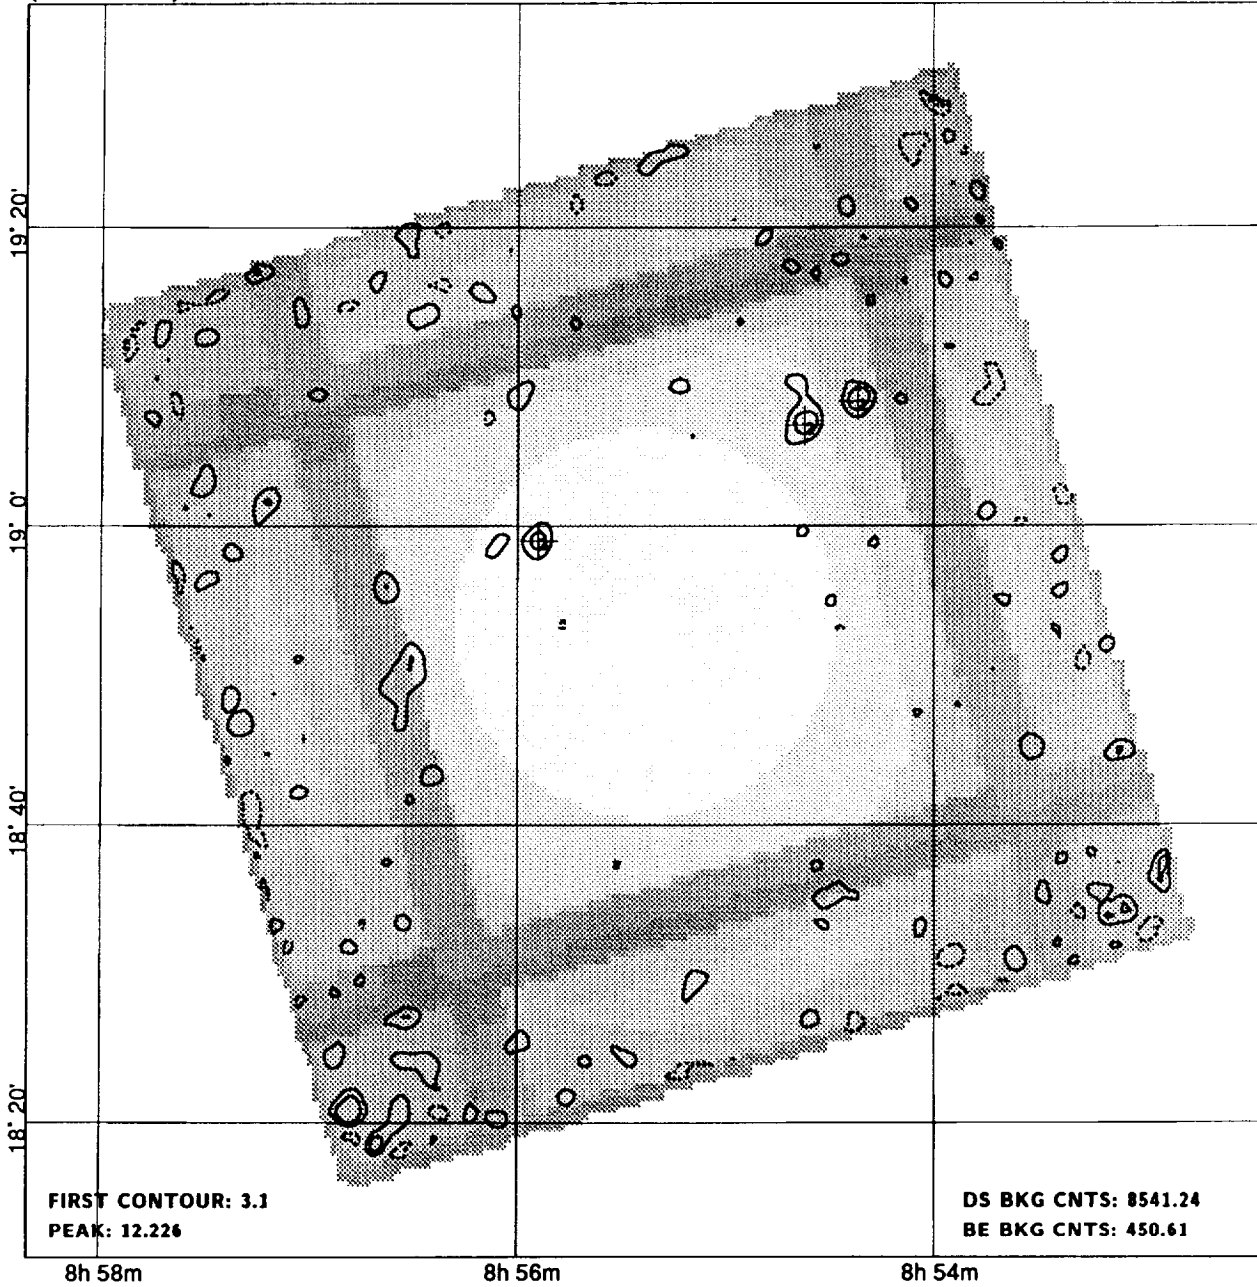 19° 20'
19° 0'
18° 40'
18° 20'
FIRST CONTOUR: 3.1
PEAK: 12.226
DS BKG CNTS: 8541.24
BE BKG CNTS: 450.61
8h 58m
8h 56m
8h 54m